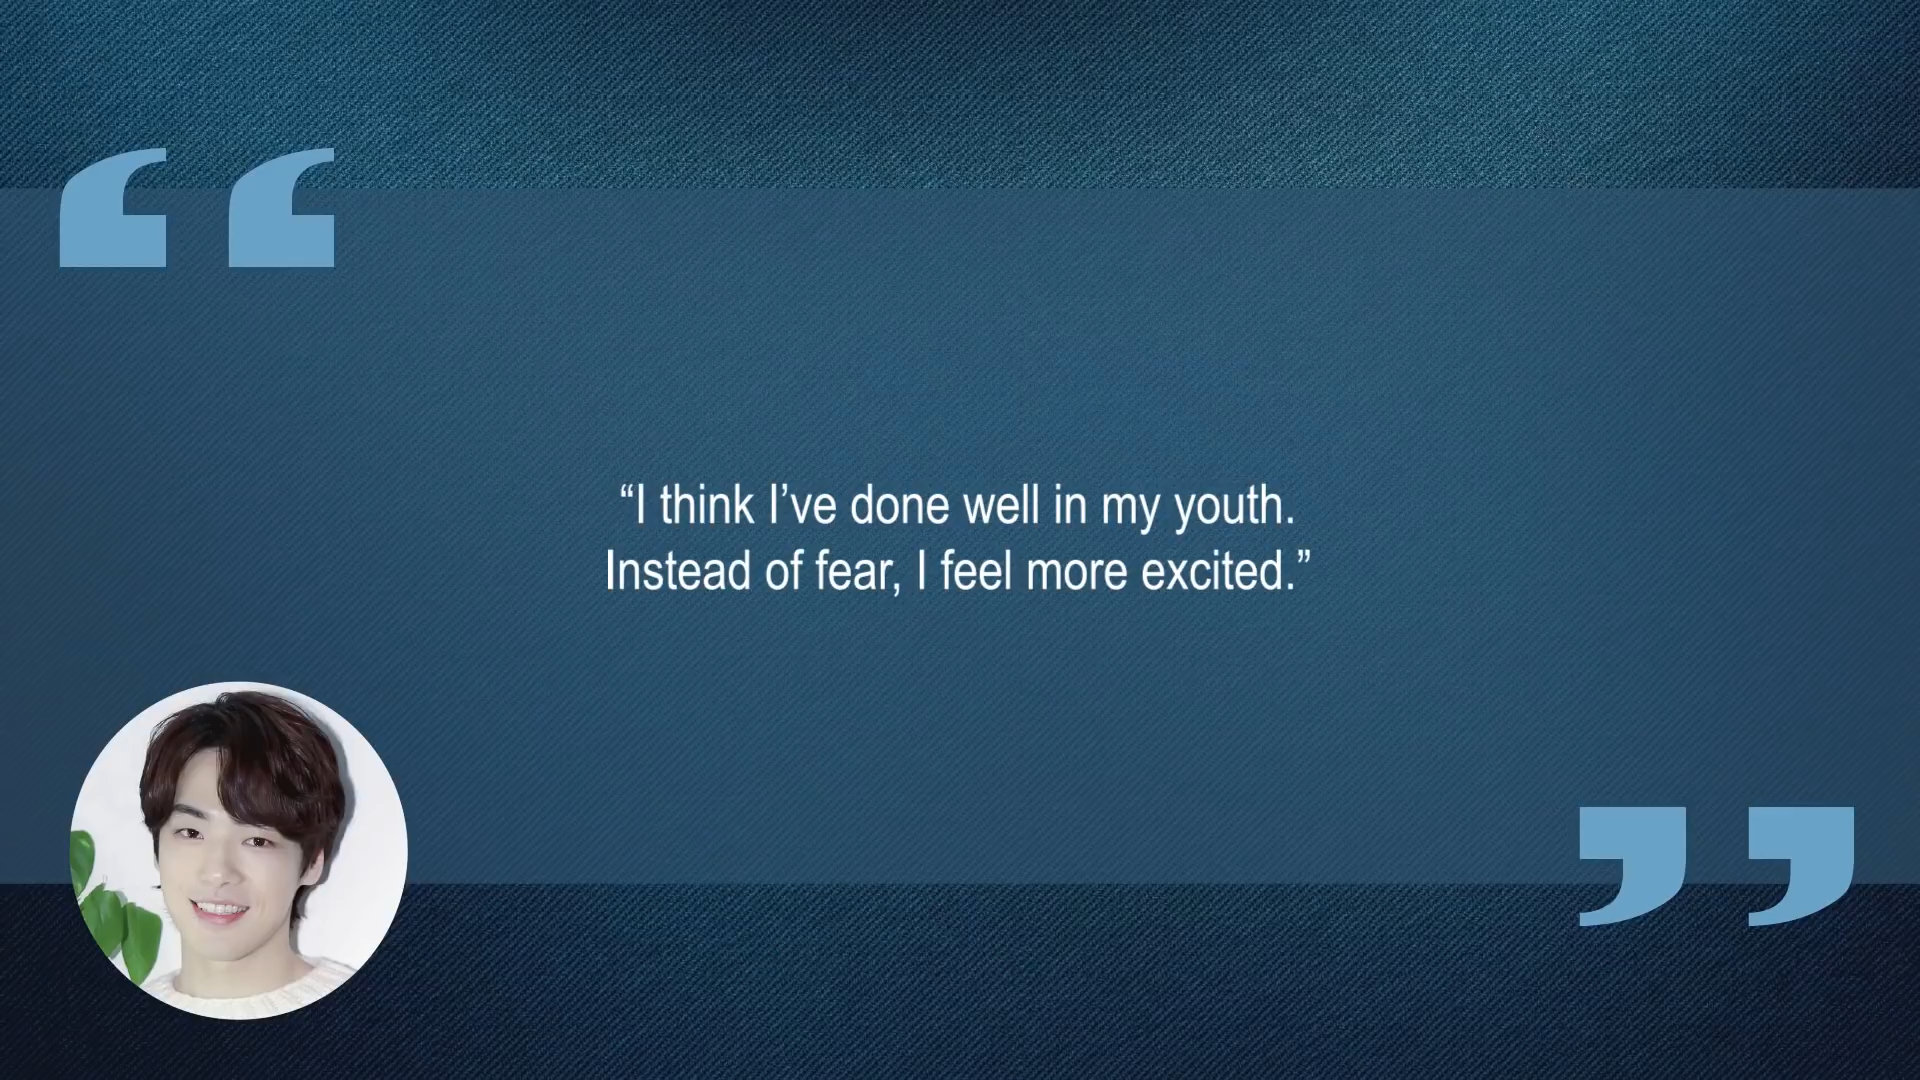 “I think I’ve done well in my youth.
Instead of fear, I feel more excited.”